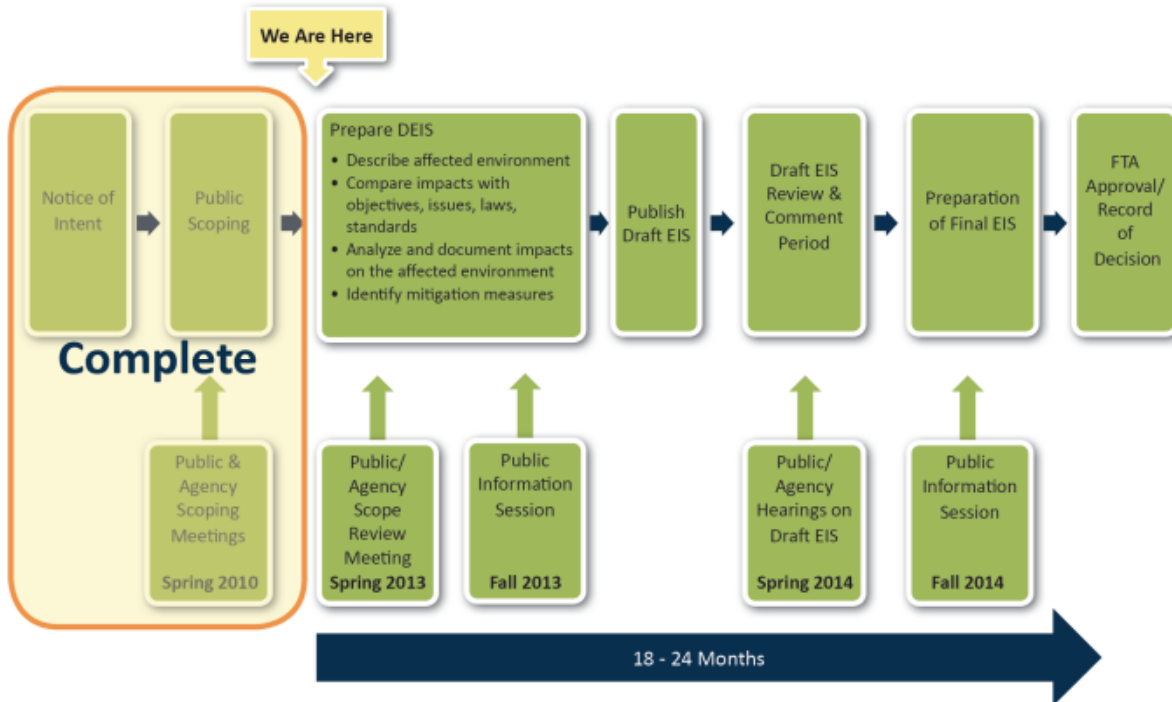 We Are Here
Notice of
Intent
Public
Scoping
Prepare DEIS
• Describe affected environment
• Compare impacts with
objectives, issues, laws,
standards
• Analyze and document impacts
on the affected environment
• Identify mitigation measures
Publish
Draft EIS
Draft EIS
Review &
Comment
Period
Preparation
of Final EIS
FTA
Approval/
Record
of
Decision
Complete
Public &
Agency
Scoping
Meetings
Spring 2010
Public/
Agency
Scope
Review
Meeting
Spring 2013
Public
Information
Session
Fall 2013
Public/
Agency
Hearings on
Draft EIS
Spring 2014
Public
Information
Session
Fall 2014
18 - 24 Months